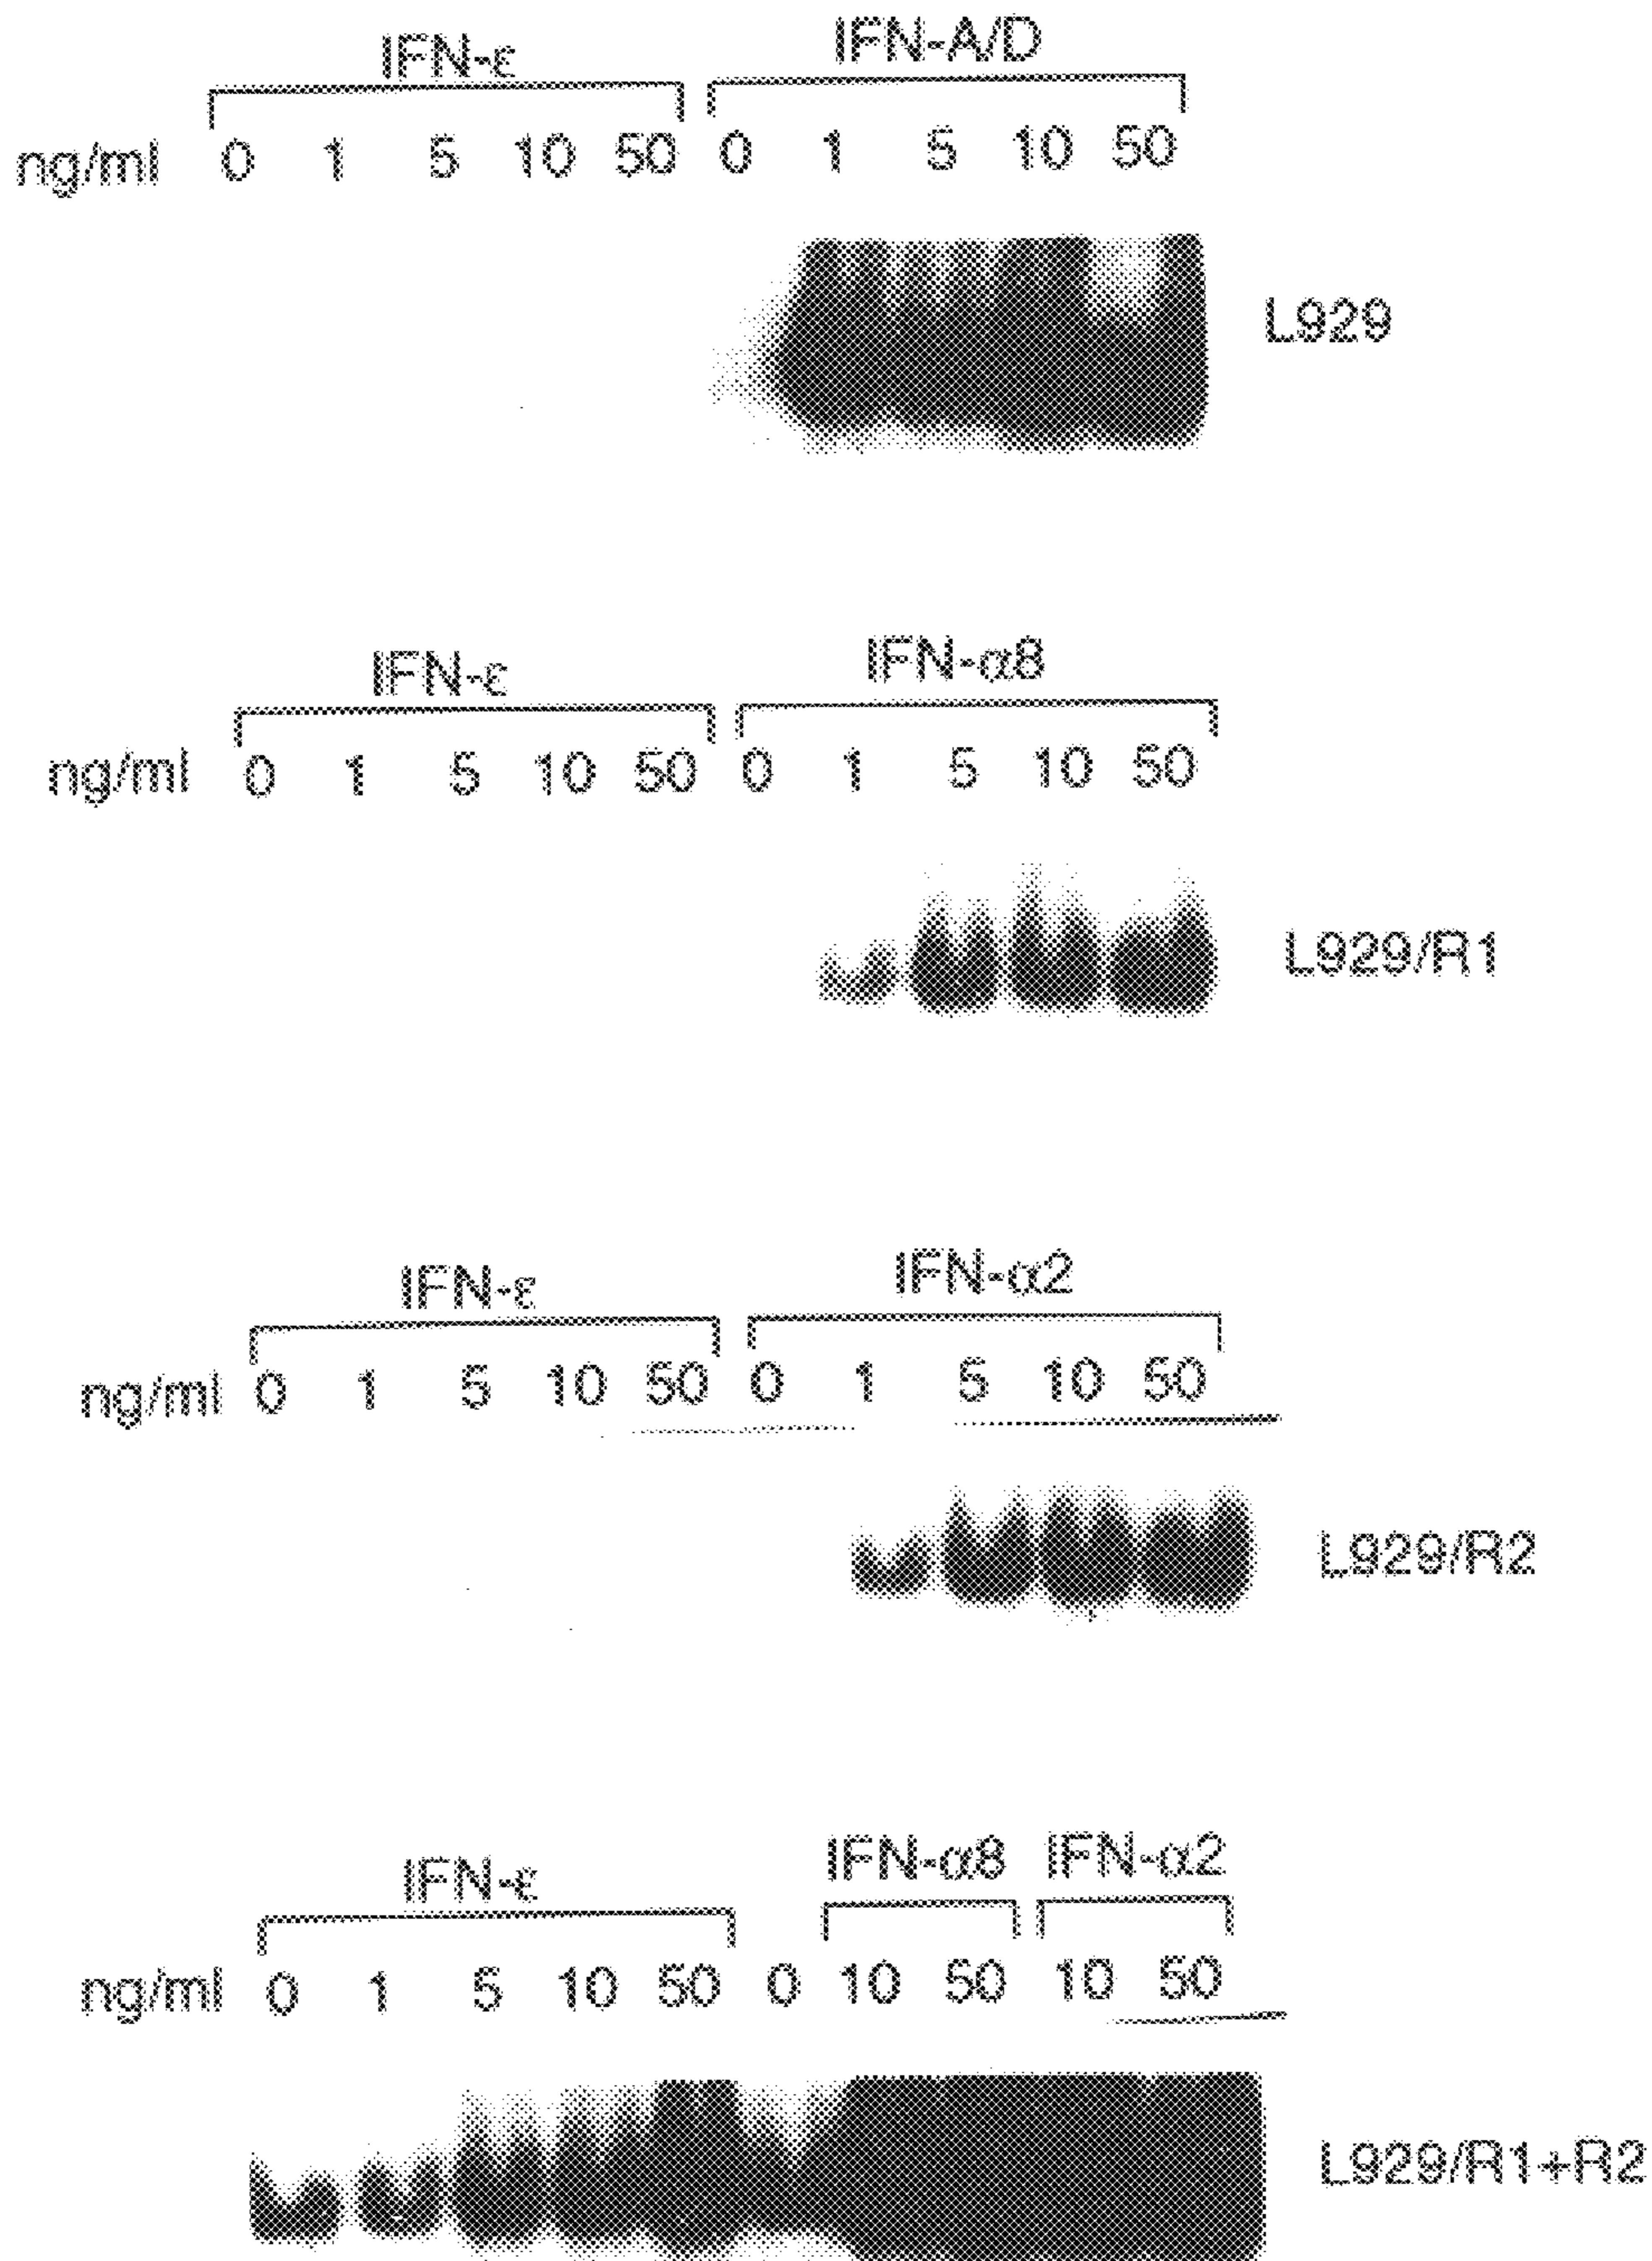 IFN-ε IFN-A/D
ng/ml 0 1 5 10 50 0 1 5 10 50
L929
IFN-ε IFN-α8
ng/ml 0 1 5 10 50 0 1 5 10 50
L929/R1
IFN-ε IFN-α2
ng/ml 0 1 5 10 50 0 1 5 10 50
L929/R2
IFN-ε IFN-α8 IFN-α2
ng/ml 0 1 5 10 50 0 10 50 10 50
L929/R1+R2